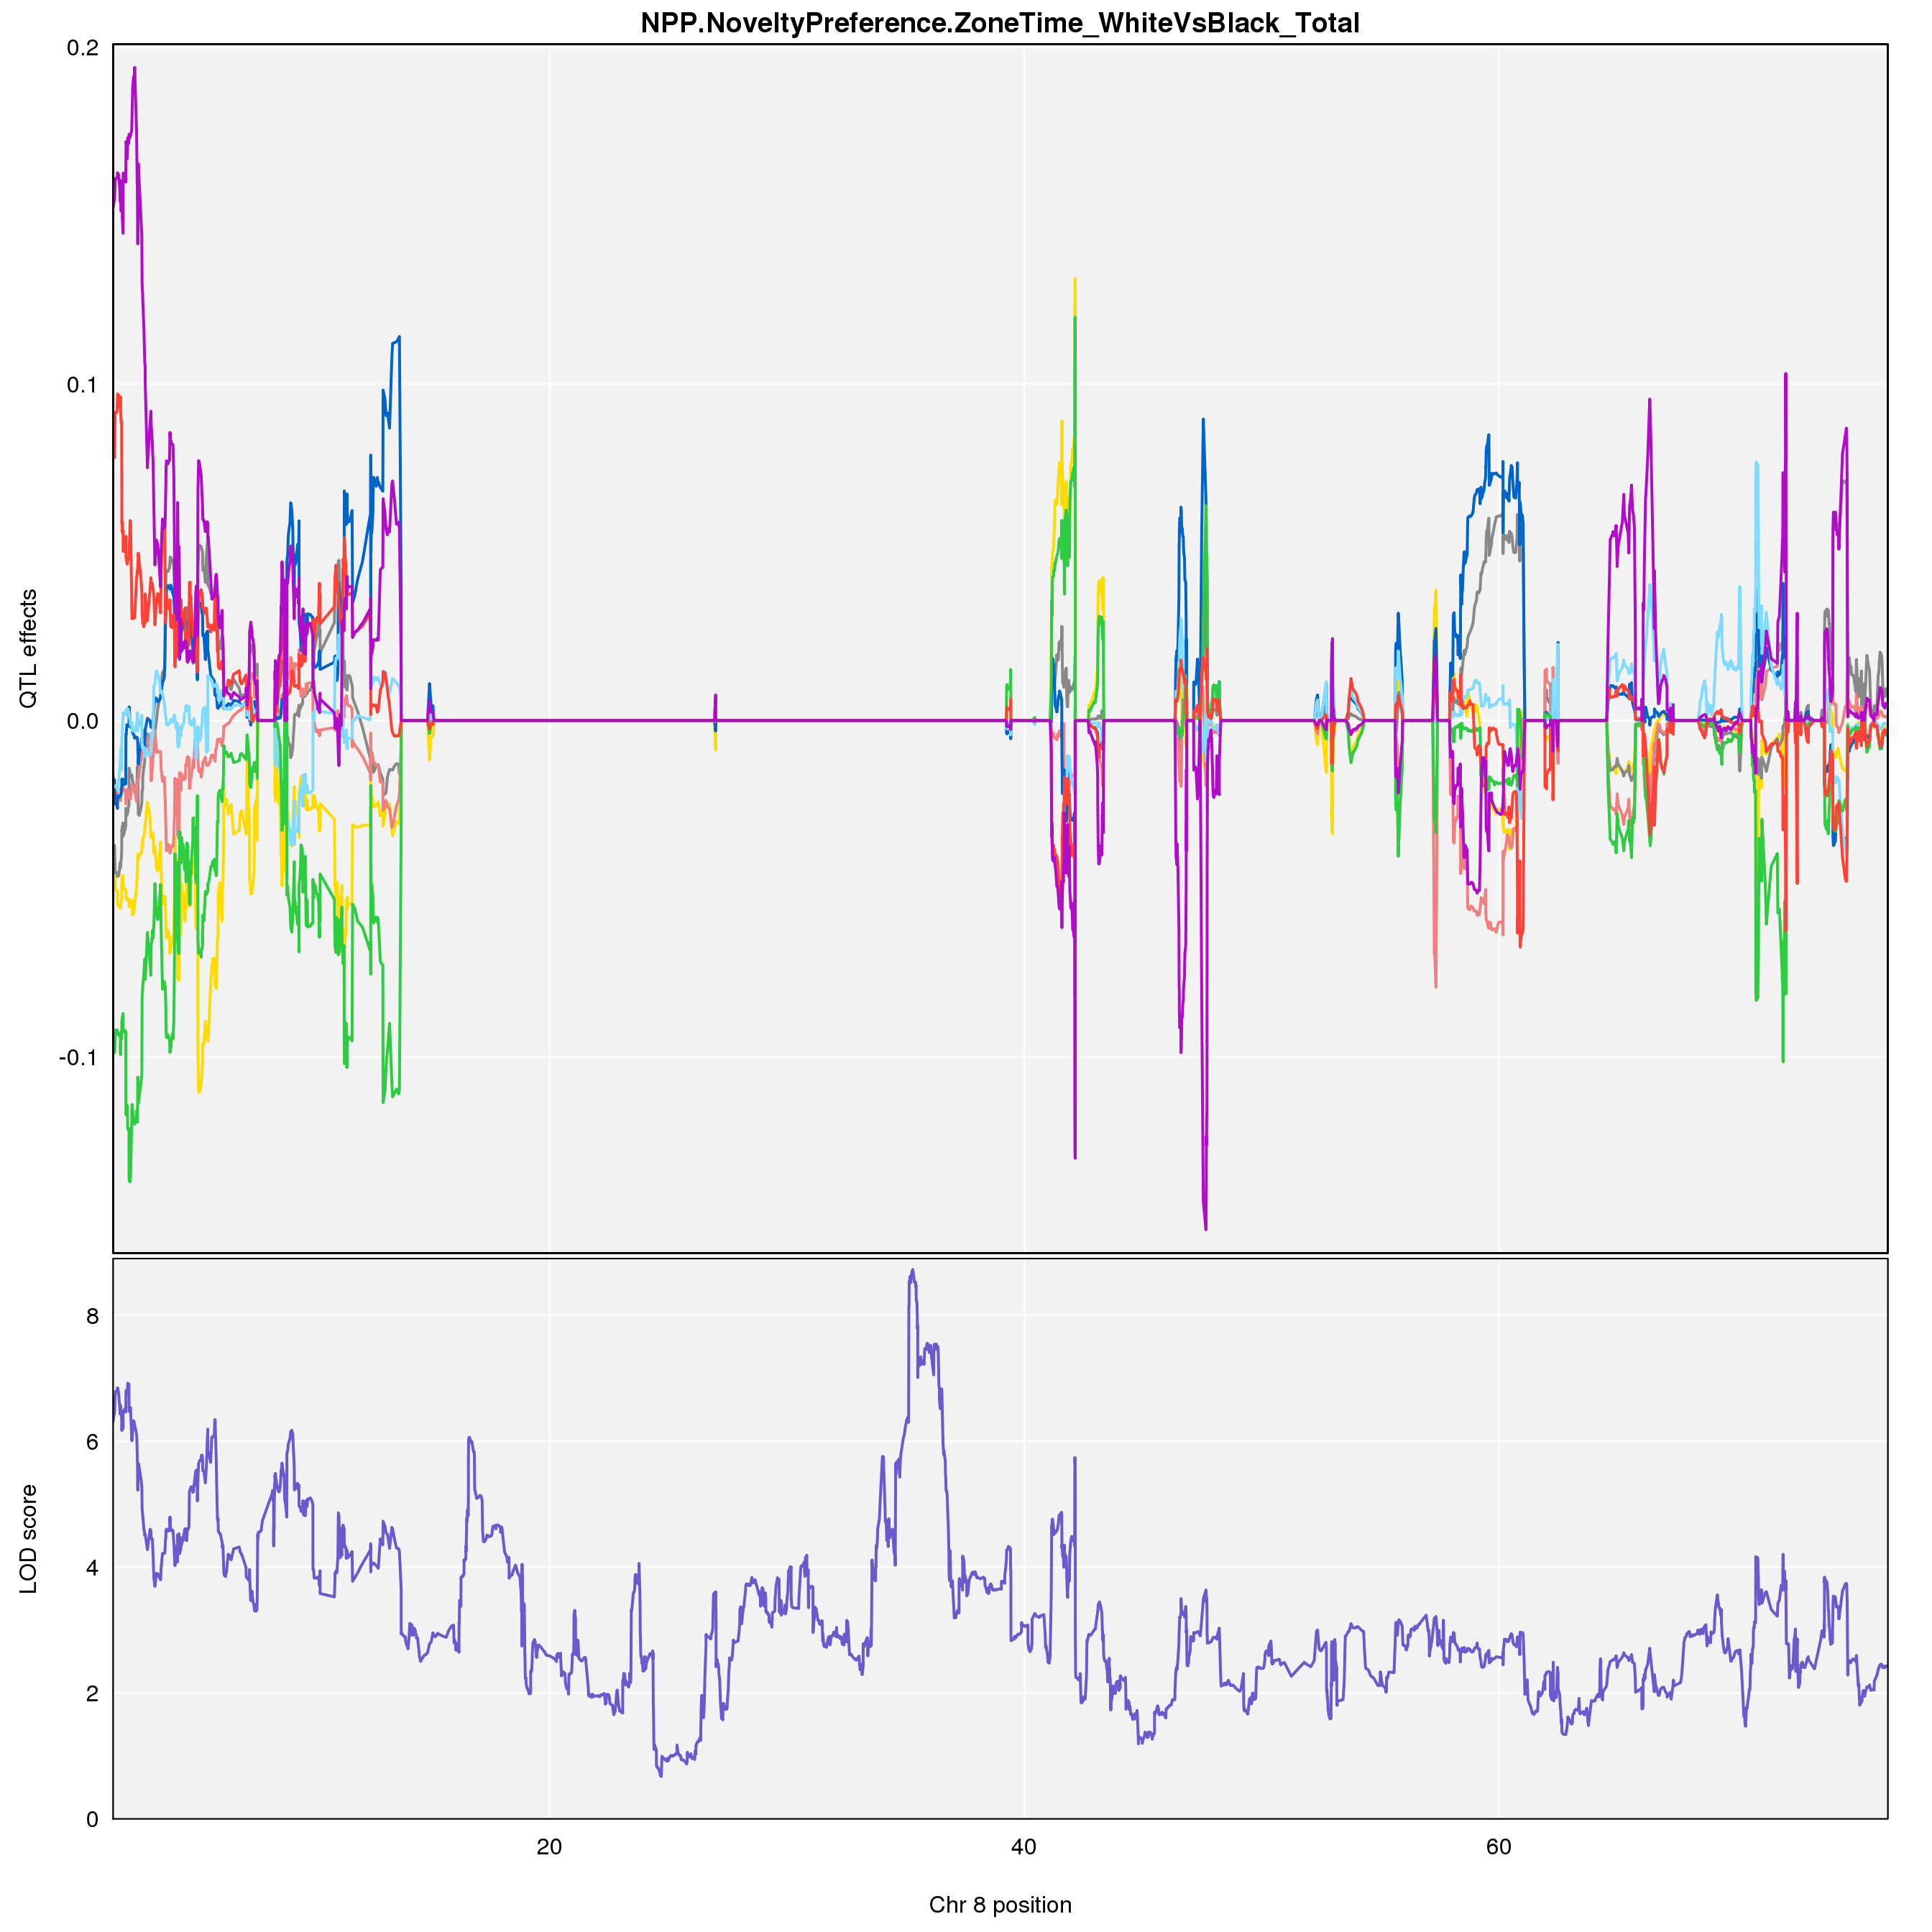 NPP.NoveltyPreference.ZoneTime_WhiteVsBlack_Total
0.2
0.1
0.0
-0.1
QTL effects
8
6
4
2
0
LOD score
20 40 60
Chr 8 position